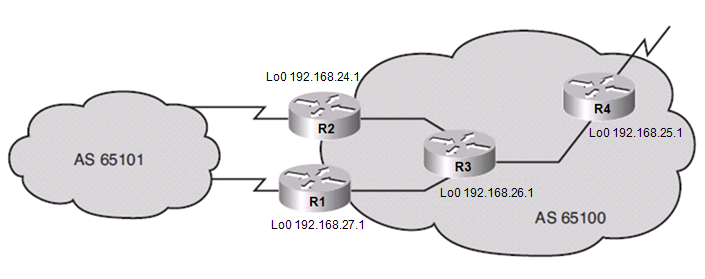 Lo0 192.168.24.1
R4
R2
Lo0 192.168.25.1
AS 65101
R3
Lo0 192.168.26.1
R1
AS 65100
Lo0 192.168.27.1